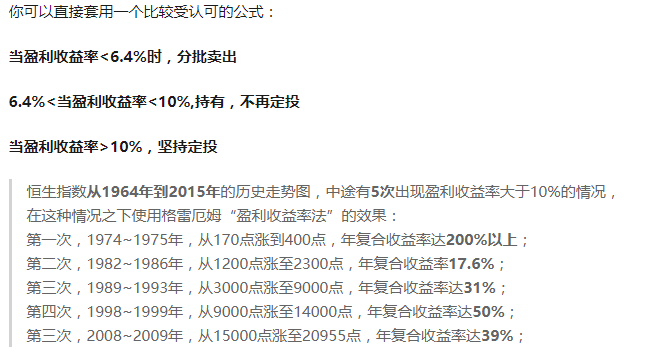 你可以直接套用一个比较受认可的公式：
当盈利收益率<6.4%时，分批卖出
6.4%<当盈利收益率<10%,持有，不再定投
当盈利收益率>10%，坚持定投
恒生指数从1964年到2015年的历史走势图，中途有5次出现盈利收益率大于10%的情况，
在这种情况之下使用格雷厄姆“盈利收益率法”的效果：
第一次，1974~1975年，从170点涨到400点，年复合收益率达200%以上；
第二次，1982~1986年，从1200点涨至2300点，年复合收益率17.6%；
第三次，1989~1993年，从3000点涨至9000点，年复合收益率达31%；
第四次，1998~1999年，从9000点涨至14000点，年复合收益率达50%；
第三次，2008~2009年，从15000点涨至20955点，年复合收益率达39%；